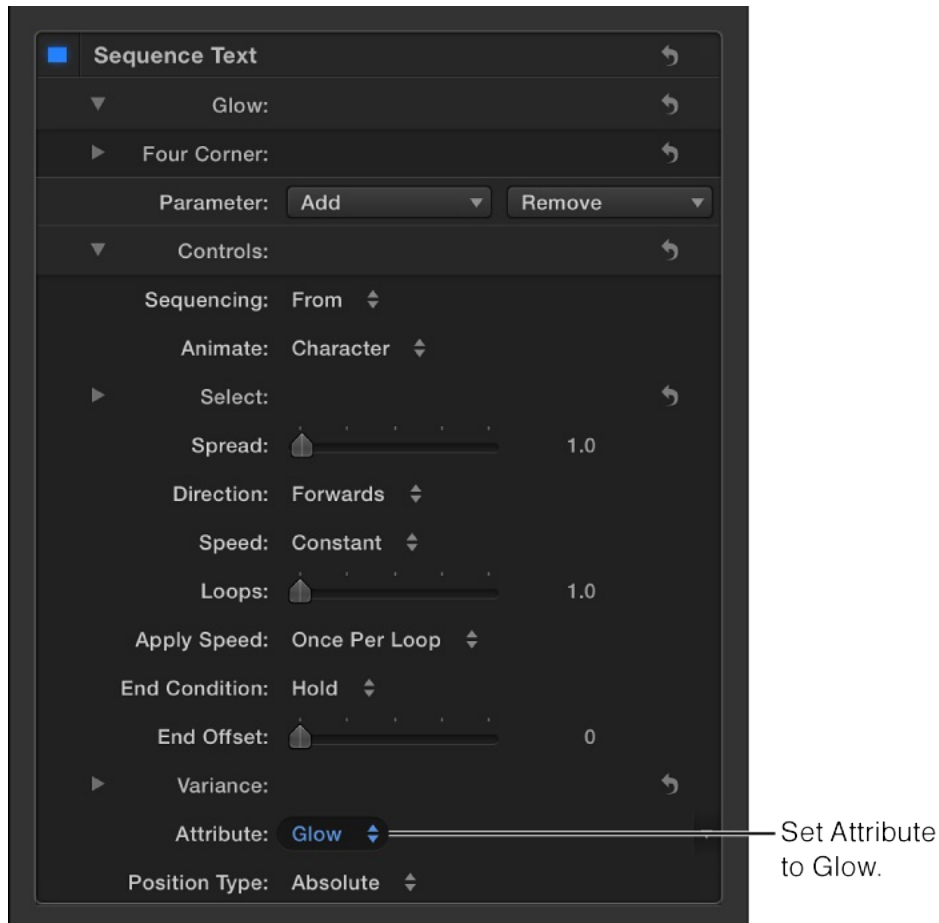 Sequence Text
Glow:
Four Corner:
Parameter: Add Remove
Controls:
Sequencing: From
Animate: Character
Select:
Spread: 1.0
Direction: Forwards
Speed: Constant
Loops: 1.0
Apply Speed: Once Per Loop
End Condition: Hold
End Offset: 0
Variance:
Attribute: Glow
Set Attribute
to Glow.
Position Type: Absolute